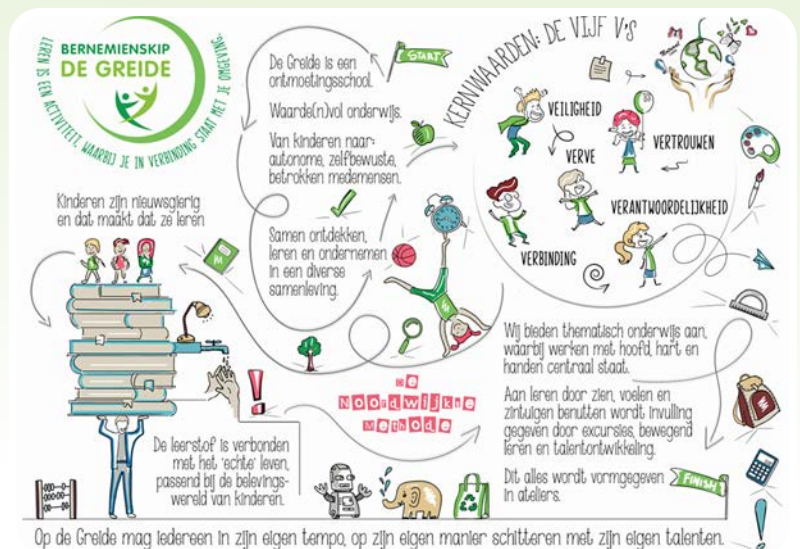 BERNEMIENSKIP
DE GREIDE
LEREN IS EEN ACTIVITEIT, WAARBIJ JE IN VERBINDING STAAT MET JE OMGEVING.
Kinderen zijn nieuwsgierig
en dat maakt dat ze leren
De leerstof is verbonden
met het 'echte' leven,
passend bij de belevings-
wereld van kinderen.
START
De Greide is een
ontmoetingsschool.
Waarde(n)vol onderwijs.
Van kinderen naar:
autonome, zelfbewuste,
betrokken medemensen.
Samen ontdekken,
leren en ondernemen
in een diverse
samenleving.
De
Noordwijkse
Methode
KERNWAARDEN: DE VIJF V'S
VEILIGHEID
VERTROUWEN
VERVE
VERANTWOORDELIJKHEID
VERBINDING
Wij bieden thematisch onderwijs aan,
waarbij werken met hoofd, hart en
handen centraal staat.
Aan leren door zien, voelen en
zintuigen benutten wordt invulling
gegeven door excursies, bewegend
leren en talentontwikkeling.
Dit alles wordt vormgegeven
in ateliers.
FINISH
Op de Greide mag iedereen in zijn eigen tempo, op zijn eigen manier schitteren met zijn eigen talenten.